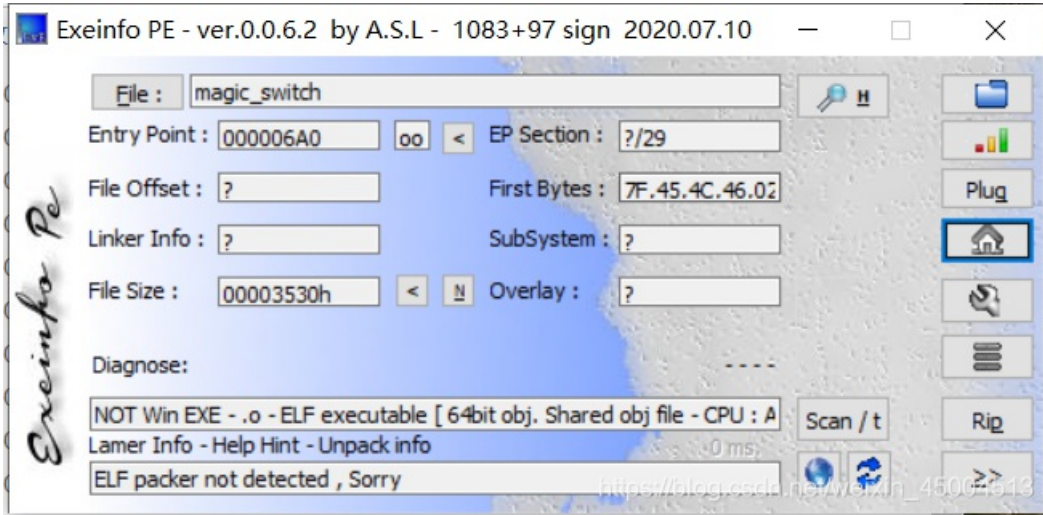 Exeinfo PE - ver.0.0.6.2 by A.S.L - 1083+97 sign 2020.07.10
File : magic_switch H
Entry Point : 000006A0 oo < EP Section : ?/29
File Offset : ? First Bytes : 7F.45.4C.46.02 Plug
Linker Info : ? SubSystem : ?
File Size : 00003530h < N Overlay : ?
Exeinfo Pe
Diagnose: - - - -
NOT Win EXE - .o - ELF executable [ 64bit obj. Shared obj file - CPU : A Scan / t Rip
Lamer Info - Help Hint - Unpack info 0 ms.
ELF packer not detected , Sorry >>
https://blog.csdn.net/weixin_45004513